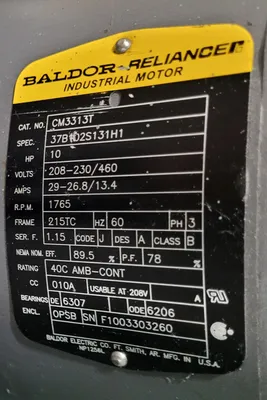 BALDOR-RELIANCER
INDUSTRIAL MOTOR
CAT. NO. CM3313T
SPEC. 37B102S131H1
HP 10
VOLTS 208-230/460
AMPS 29-26.8/13.4
R.P.M. 1765
FRAME 215TC HZ 60 PH 3
SER. F. 1.15 CODE J DES A CLASS B
NEMA NOM. EFF. 89.5 % P.F. 78 %
RATING 40C AMB-CONT
CC 010A USABLE AT 208V A
BEARINGS DE 6307 ODE 6206
ENCL. OPSB SN F1003303260
BALDOR ELECTRIC CO. FT. SMITH, AR. MFG. IN U.S.A.
NP1256L